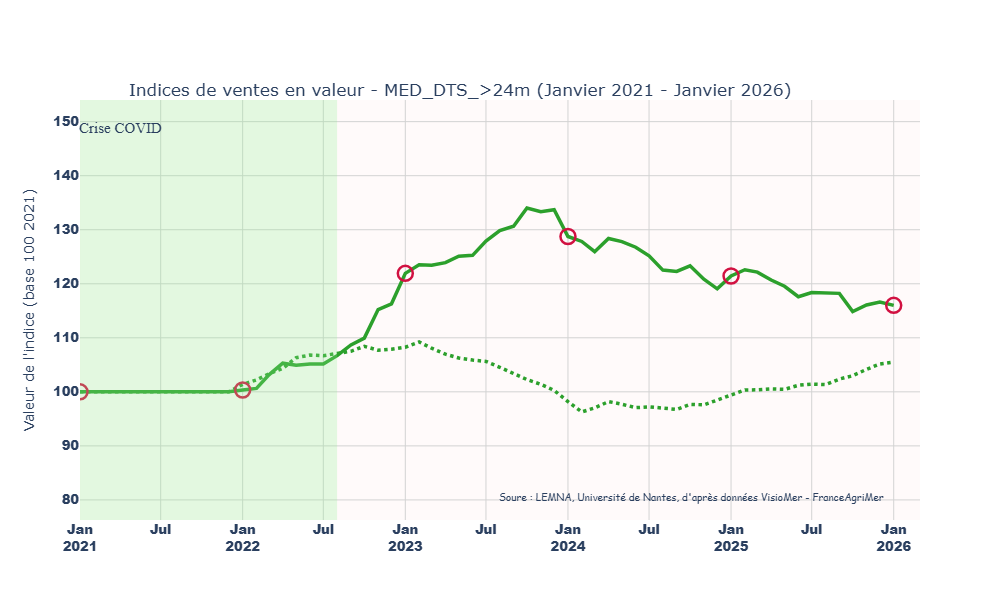 Indices de ventes en valeur - MED_DTS_>24m (Janvier 2021 - Janvier 2026)
Crise COVID
Valeur de l'indice (base 100 2021)
150
140
130
120
110
100
90
80
Soure : LEMNA, Université de Nantes, d'après données VisioMer - FranceAgriMer
Jan Jul Jan Jul Jan Jul Jan Jul Jan Jul Jan
2021 2022 2023 2024 2025 2026